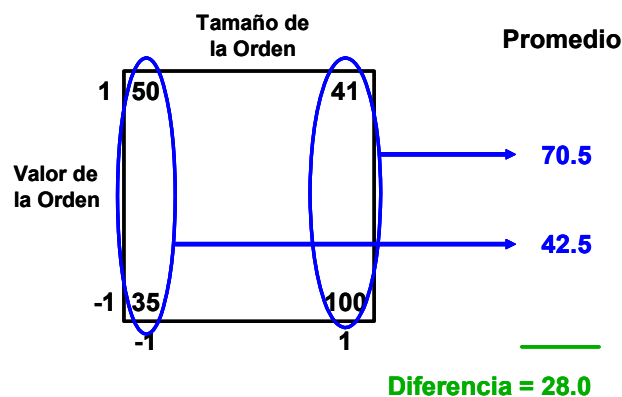 Tamaño de
la Orden
Promedio
1 50 41
70.5
Valor de
la Orden
42.5
-1 35 100
-1 1
Diferencia = 28.0